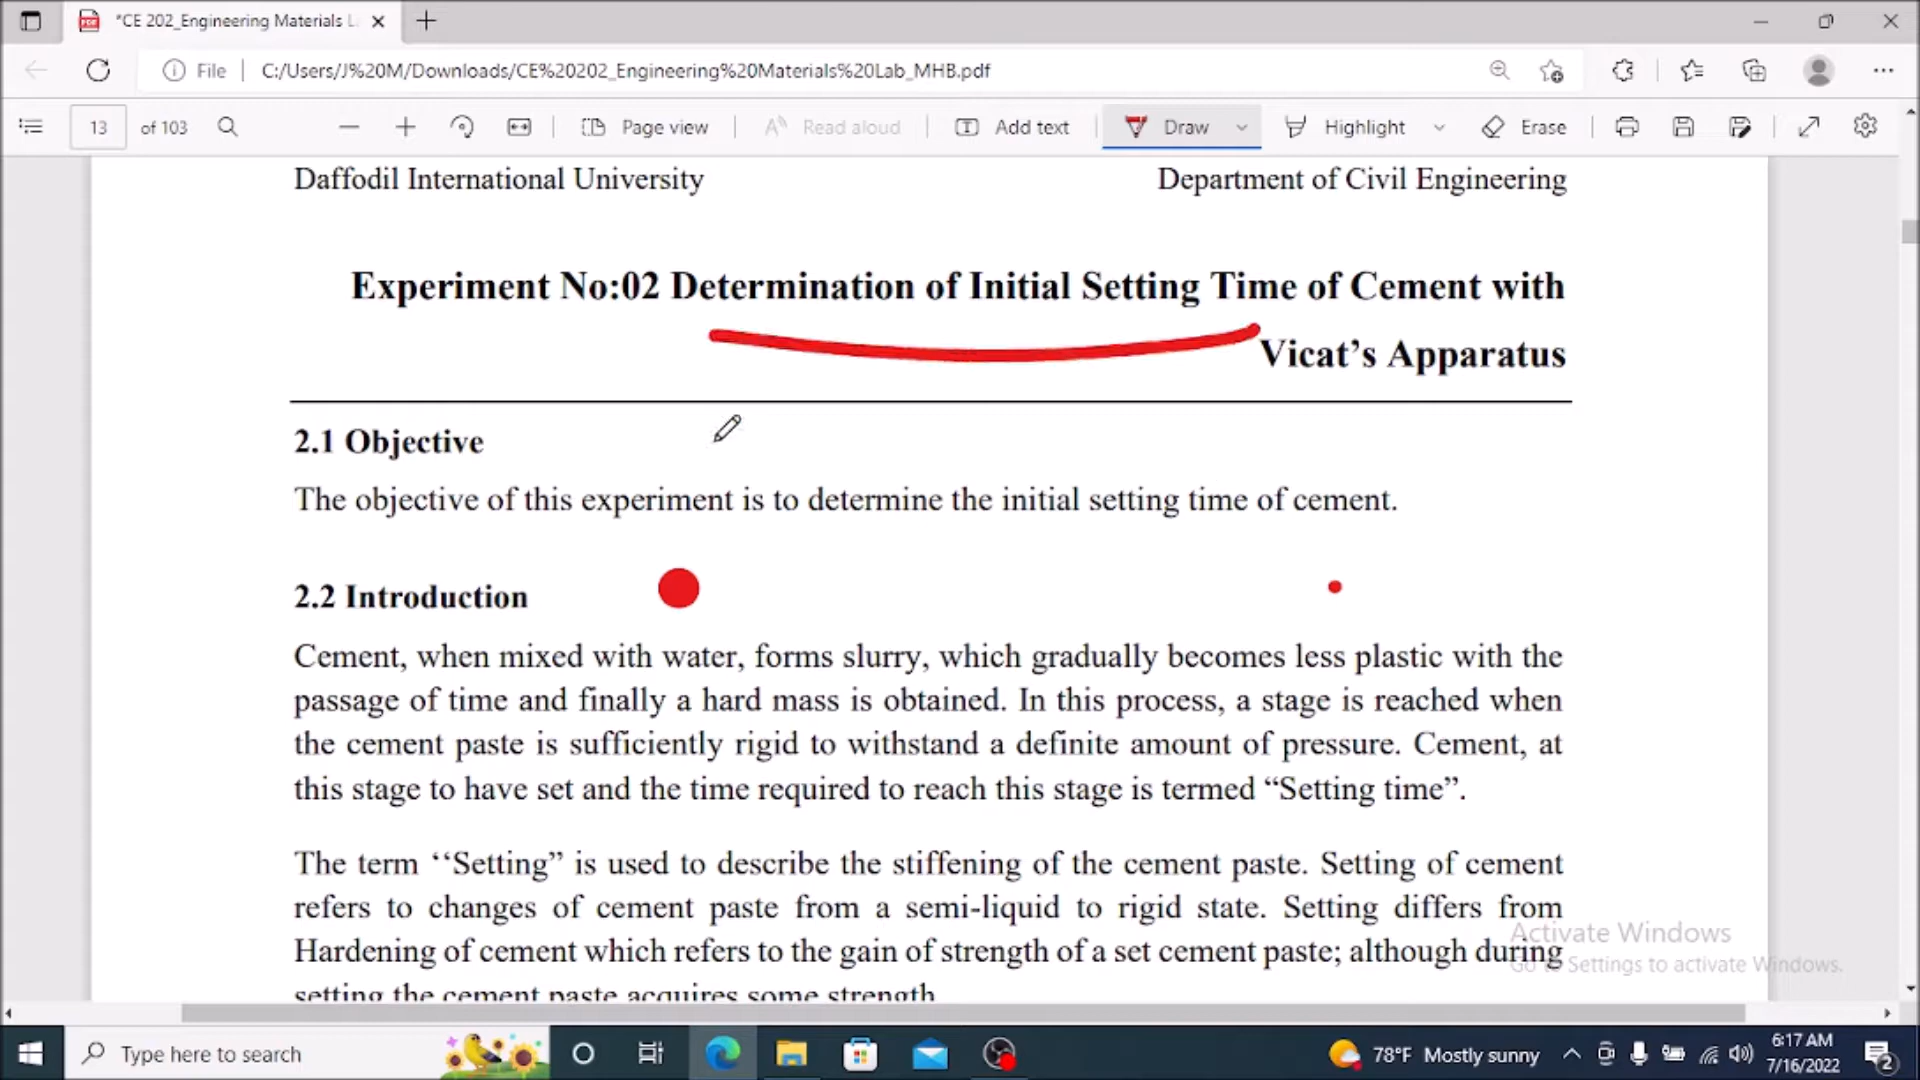 *CE 202_Engineering Materials L
File
C:/Users/J%20M/Downloads/CE%20202_Engineering%20Materials%20Lab_MHB.pdf
13 of 103
Page view
Read aloud
Add text
Draw
Highlight
Erase
Daffodil International University Department of Civil Engineering
Experiment No:02 Determination of Initial Setting Time of Cement with
Vicat’s Apparatus
2.1 Objective
The objective of this experiment is to determine the initial setting time of cement.
2.2 Introduction
Cement, when mixed with water, forms slurry, which gradually becomes less plastic with the
passage of time and finally a hard mass is obtained. In this process, a stage is reached when
the cement paste is sufficiently rigid to withstand a definite amount of pressure. Cement, at
this stage to have set and the time required to reach this stage is termed “Setting time”.
The term ‘‘Setting” is used to describe the stiffening of the cement paste. Setting of cement
refers to changes of cement paste from a semi-liquid to rigid state. Setting differs from
Hardening of cement which refers to the gain of strength of a set cement paste; although during
setting the cement paste acquires some strength
Activate Windows
Go to Settings to activate Windows.
Type here to search
78°F Mostly sunny
6:17 AM
7/16/2022
2